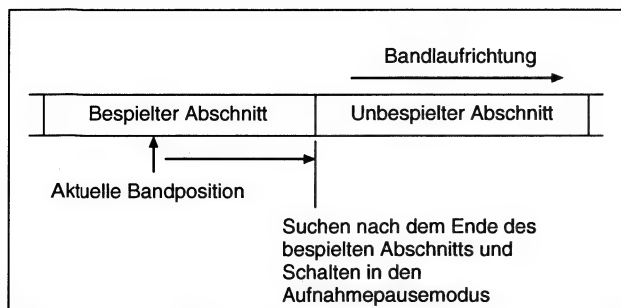 Bandlaufrichtung
Bespielter Abschnitt
Unbespielter Abschnitt
Aktuelle Bandposition
Suchen nach dem Ende des
bespielten Abschnitts und
Schalten in den
Aufnahmepausemodus